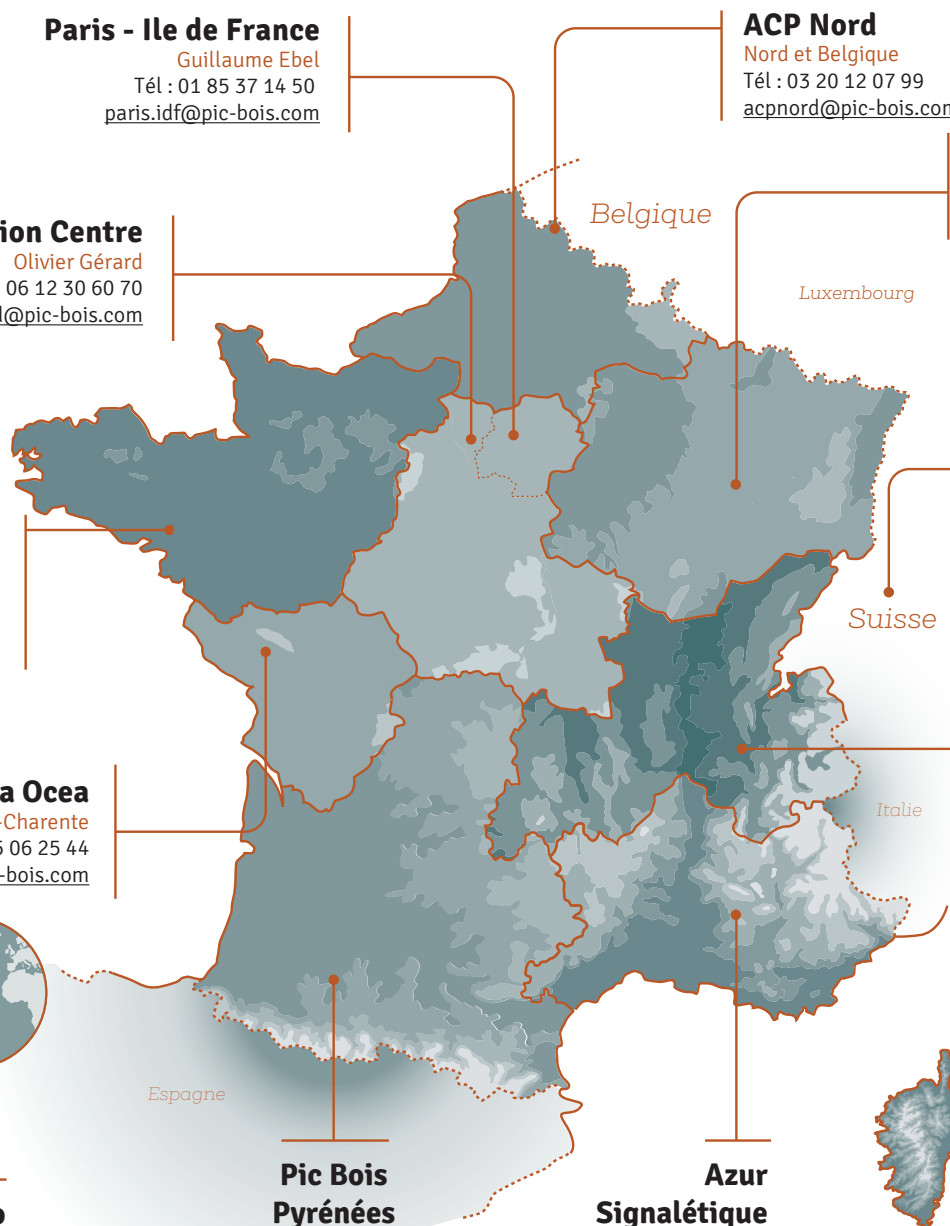 Paris - Ile de France
Guillaume Ebel
Tél : 01 85 37 14 50
paris.idf@pic-bois.com
ACP Nord
Nord et Belgique
Tél : 03 20 12 07 99
acpnord@pic-bois.com
Belgique
ion Centre
Olivier Gérard
06 12 30 60 70
@pic-bois.com
Luxembourg
Suisse
a Ocea
-Charente
06 25 44
-bois.com
Italie
Espagne
Pic Bois
Pyrénées
Azur
Signalétique